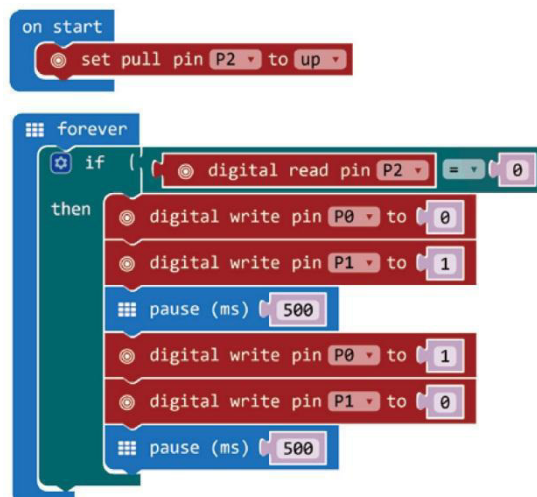 on start
set pull pin P2 to up
forever
if digital read pin P2 = 0
then digital write pin P0 to 0
digital write pin P1 to 1
pause (ms) 500
digital write pin P0 to 1
digital write pin P1 to 0
pause (ms) 500